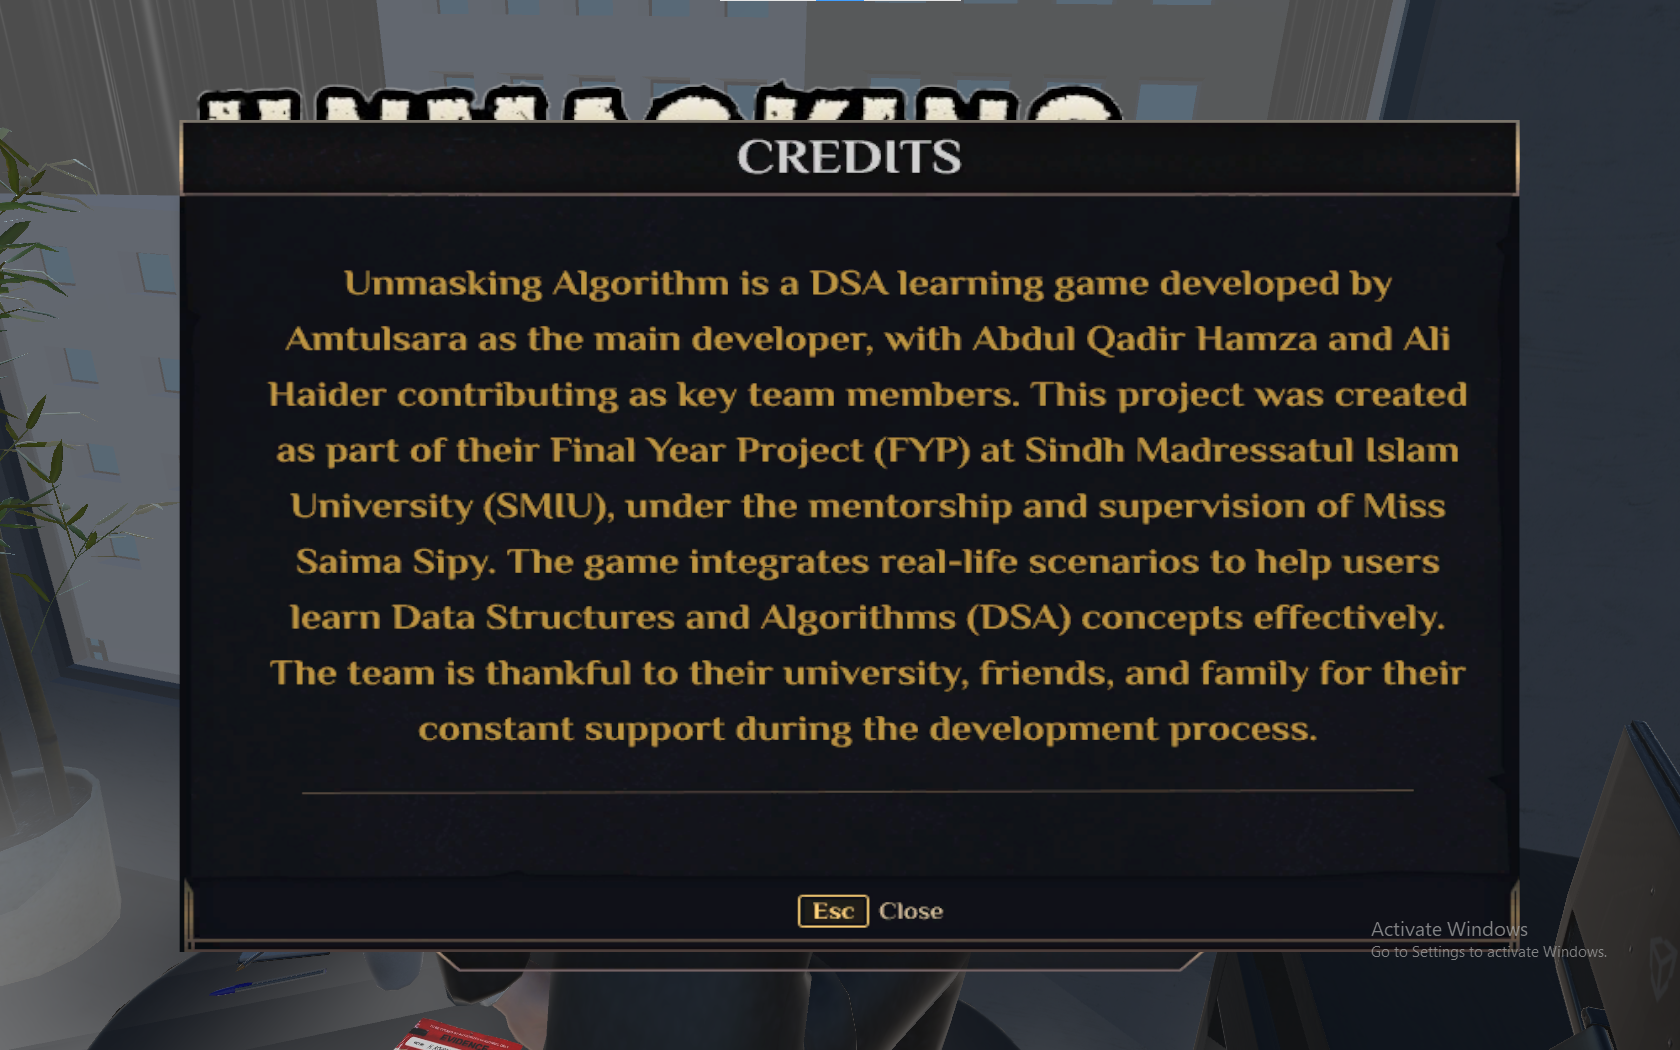 CREDITS
Unmasking Algorithm is a DSA learning game developed by
Amtulsara as the main developer, with Abdul Qadir Hamza and Ali
Haider contributing as key team members. This project was created
as part of their Final Year Project (FYP) at Sindh Madressatul Islam
University (SMIU), under the mentorship and supervision of Miss
Saima Sipy. The game integrates real-life scenarios to help users
learn Data Structures and Algorithms (DSA) concepts effectively.
The team is thankful to their university, friends, and family for their
constant support during the development process.
Esc Close
Activate Windows
Go to Settings to activate Windows.
EVIDENCE